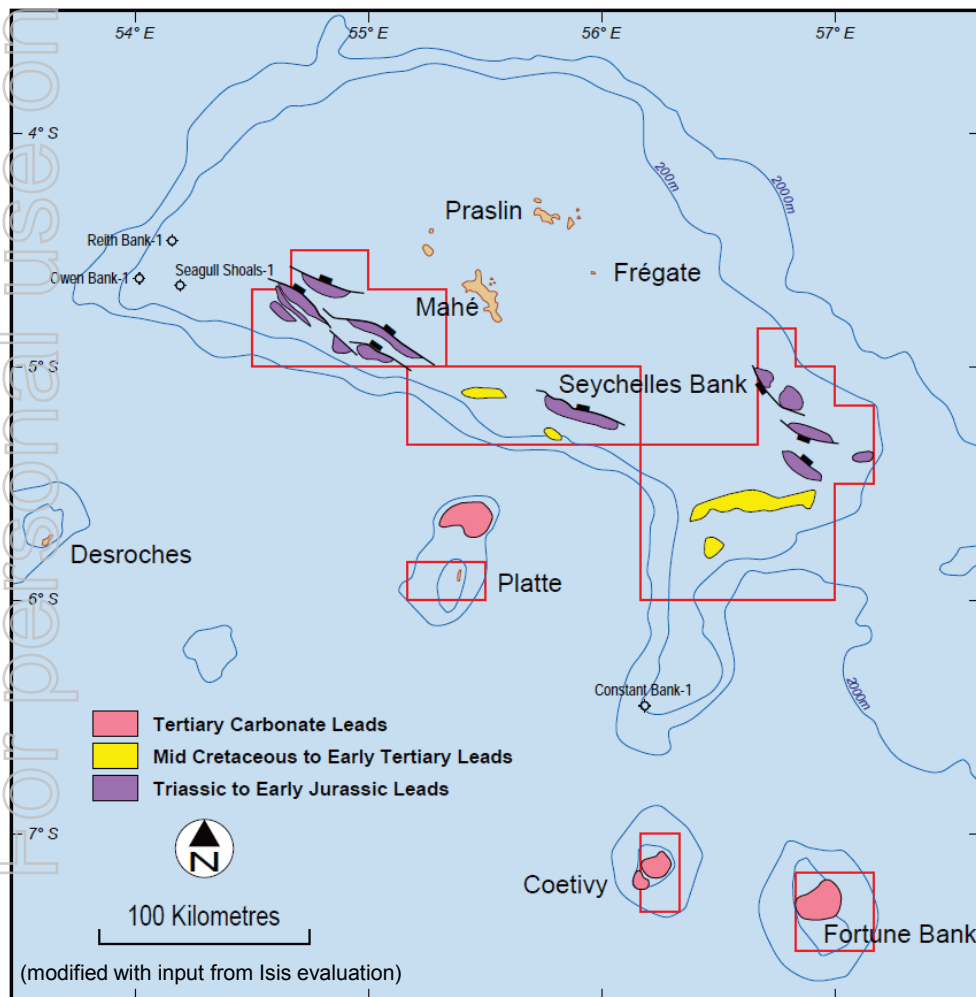 For personal use on
54° E
55° E
56° E
57° E
4° S
5° S
6° S
7° S
200m
2000m
Praslin
Reith Bank-1
Owen Bank-1
Seagull Shoals-1
Frégate
Mahé
Seychelles Bank
Desroches
Platte
Constant Bank-1
2000m
Tertiary Carbonate Leads
Mid Cretaceous to Early Tertiary Leads
Triassic to Early Jurassic Leads
N
Coetivy
100 Kilometres
Fortune Bank
(modified with input from Isis evaluation)